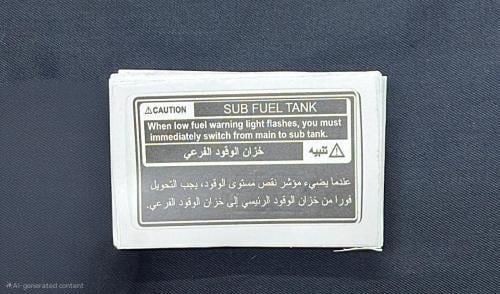 ⚠CAUTION SUB FUEL TANK
When low fuel warning light flashes, you must
immediately switch from main to sub tank.
⚠ تنبيه خزان الوقود الفرعي
عندما يضيء مؤشر نقص مستوى الوقود، يجب التحويل
فورا من خزان الوقود الرئيسي إلى خزان الوقود الفرعي.
AI-generated content